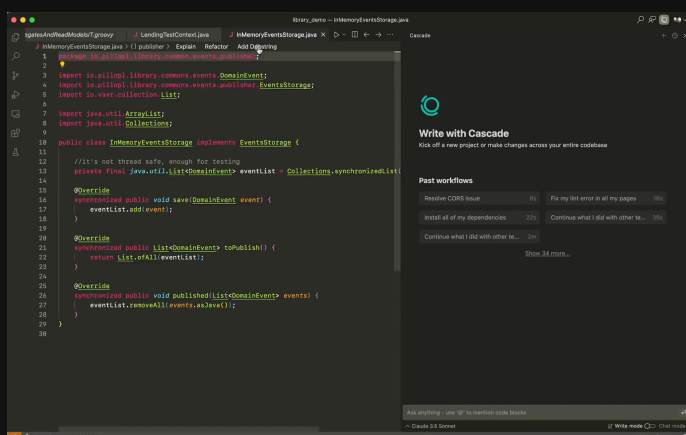 library_demo — InMemoryEventsStorage.java
egatesAndReadModelsIT.groovy
LendingTestContext.java
InMemoryEventsStorage.java
InMemoryEventsStorage.java > {} publisher > Explain Refactor Add Docstring
1 package io.pillopl.library.commons.events.publisher;
2
3 import io.pillopl.library.commons.events.DomainEvent;
4 import io.pillopl.library.commons.events.publisher.EventsStorage;
5 import io.vavr.collection.List;
6
7 import java.util.ArrayList;
8 import java.util.Collections;
9
10 public class InMemoryEventsStorage implements EventsStorage {
11
12 //it's not thread safe, enough for testing
13 private final java.util.List<DomainEvent> eventList = Collections.synchronizedList(
14
15 @Override
16 synchronized public void save(DomainEvent event) {
17 eventList.add(event);
18 }
19
20 @Override
21 synchronized public List<DomainEvent> toPublish() {
22 return List.ofAll(eventList);
23 }
24
25 @Override
26 synchronized public void published(List<DomainEvent> events) {
27 eventList.removeAll(events.asJava());
28 }
29 }
30
Cascade
Write with Cascade
Kick off a new project or make changes across your entire codebase
Past workflows
Resolve CORS issue 8s
Fix my lint error in all my pages 18s
Install all of my dependencies 22s
Continue what I did with other te...
Continue what I did with other te... 2m
Show 34 more...
Ask anything - use '@' to mention code blocks
Claude 3.5 Sonnet
Write mode
Chat mode